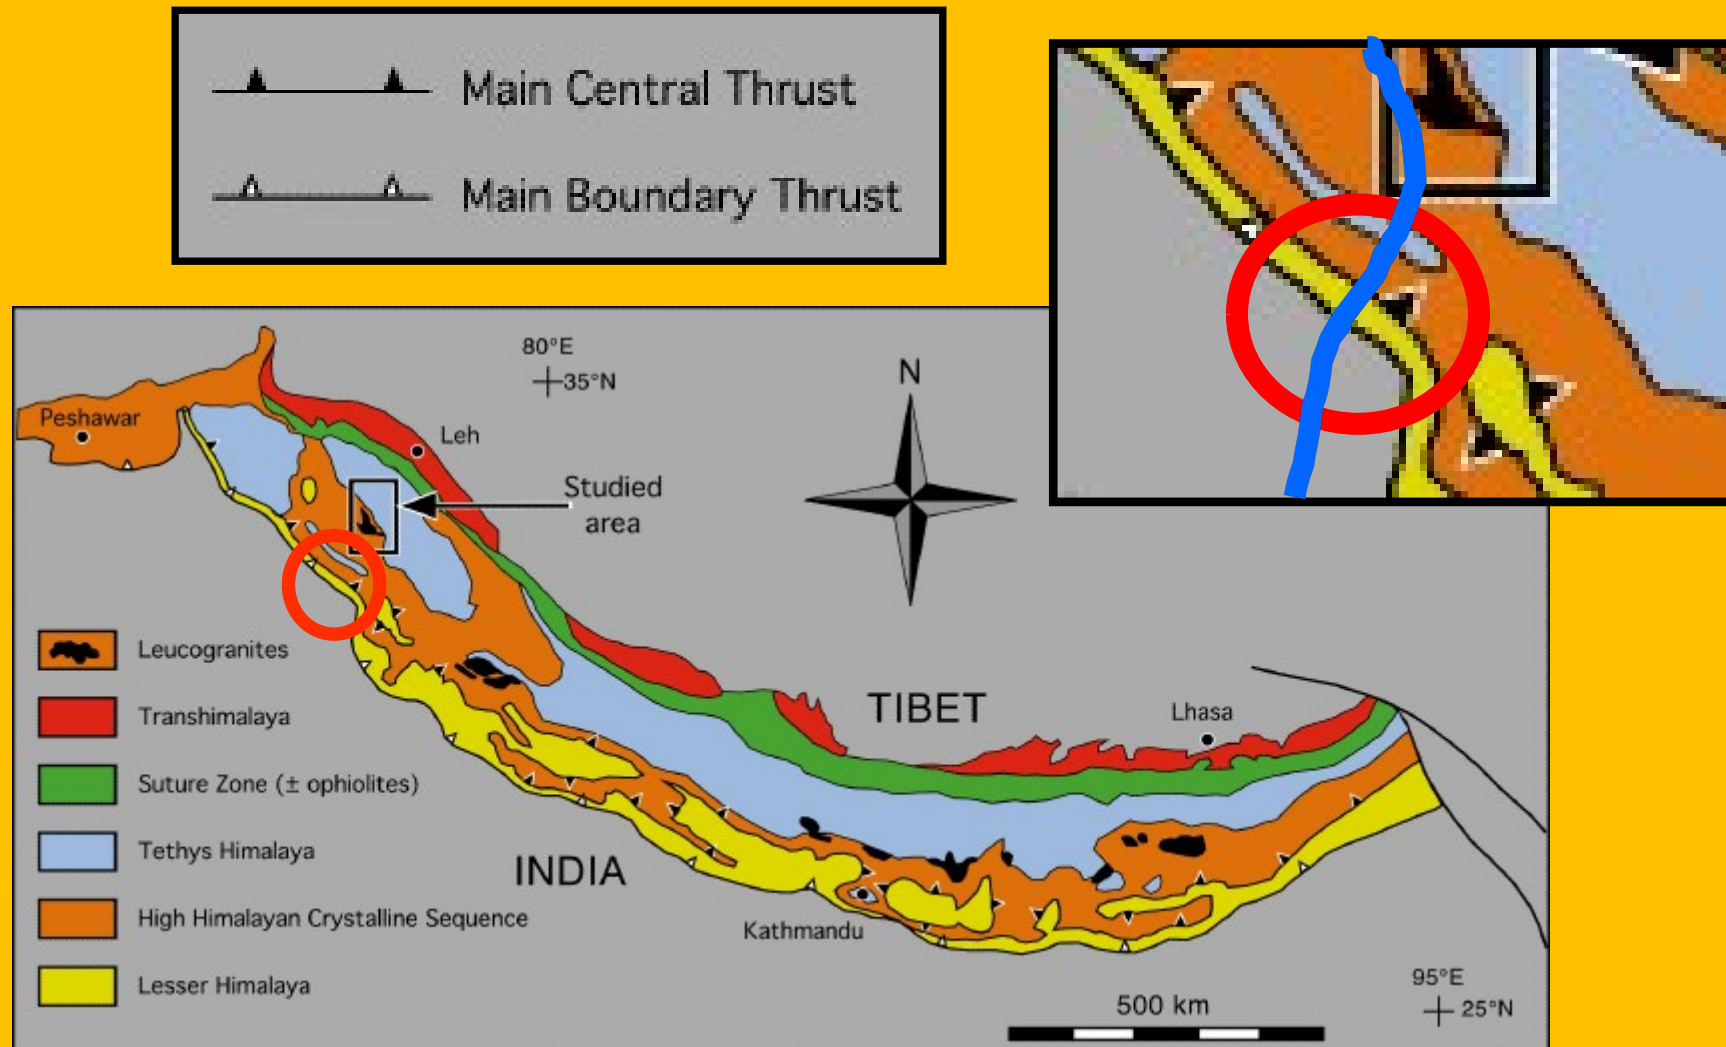 Main Central Thrust
Main Boundary Thrust
80°E
35°N
N
Peshawar
Leh
Studied
area
Leucogranites
Transhimalaya
TIBET
Lhasa
Suture Zone (± ophiolites)
Tethys Himalaya
INDIA
High Himalayan Crystalline Sequence
Kathmandu
Lesser Himalaya
95°E
25°N
500 km